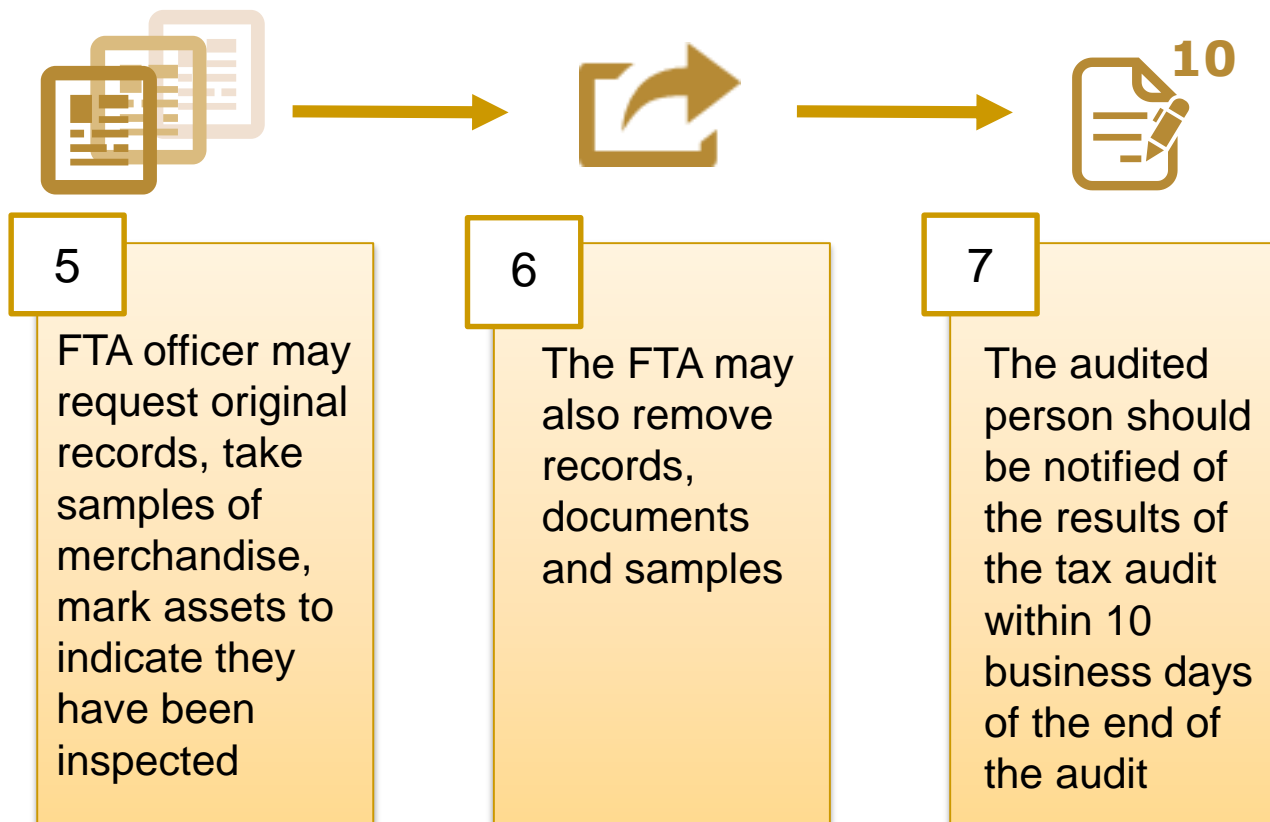 10
5
FTA officer may
request original
records, take
samples of
merchandise,
mark assets to
indicate they
have been
inspected
6
The FTA may
also remove
records,
documents
and samples
7
The audited
person should
be notified of
the results of
the tax audit
within 10
business days
of the end of
the audit